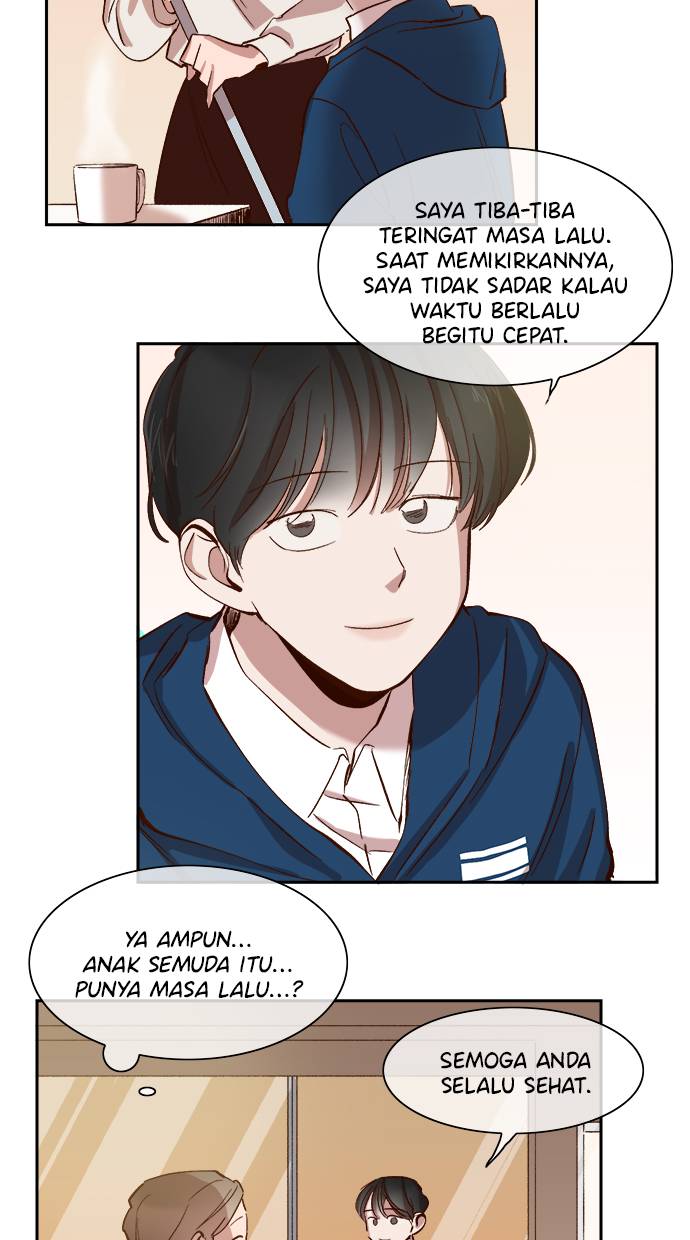 SAYA TIBA-TIBA
TERINGAT MASA LALU.
SAAT MEMIKIRKANNYA,
SAYA TIDAK SADAR KALAU
WAKTU BERLALU
BEGITU CEPAT.
YA AMPUN...
ANAK SEMUDA ITU...
PUNYA MASA LALU...?
SEMOGA ANDA
SELALU SEHAT.